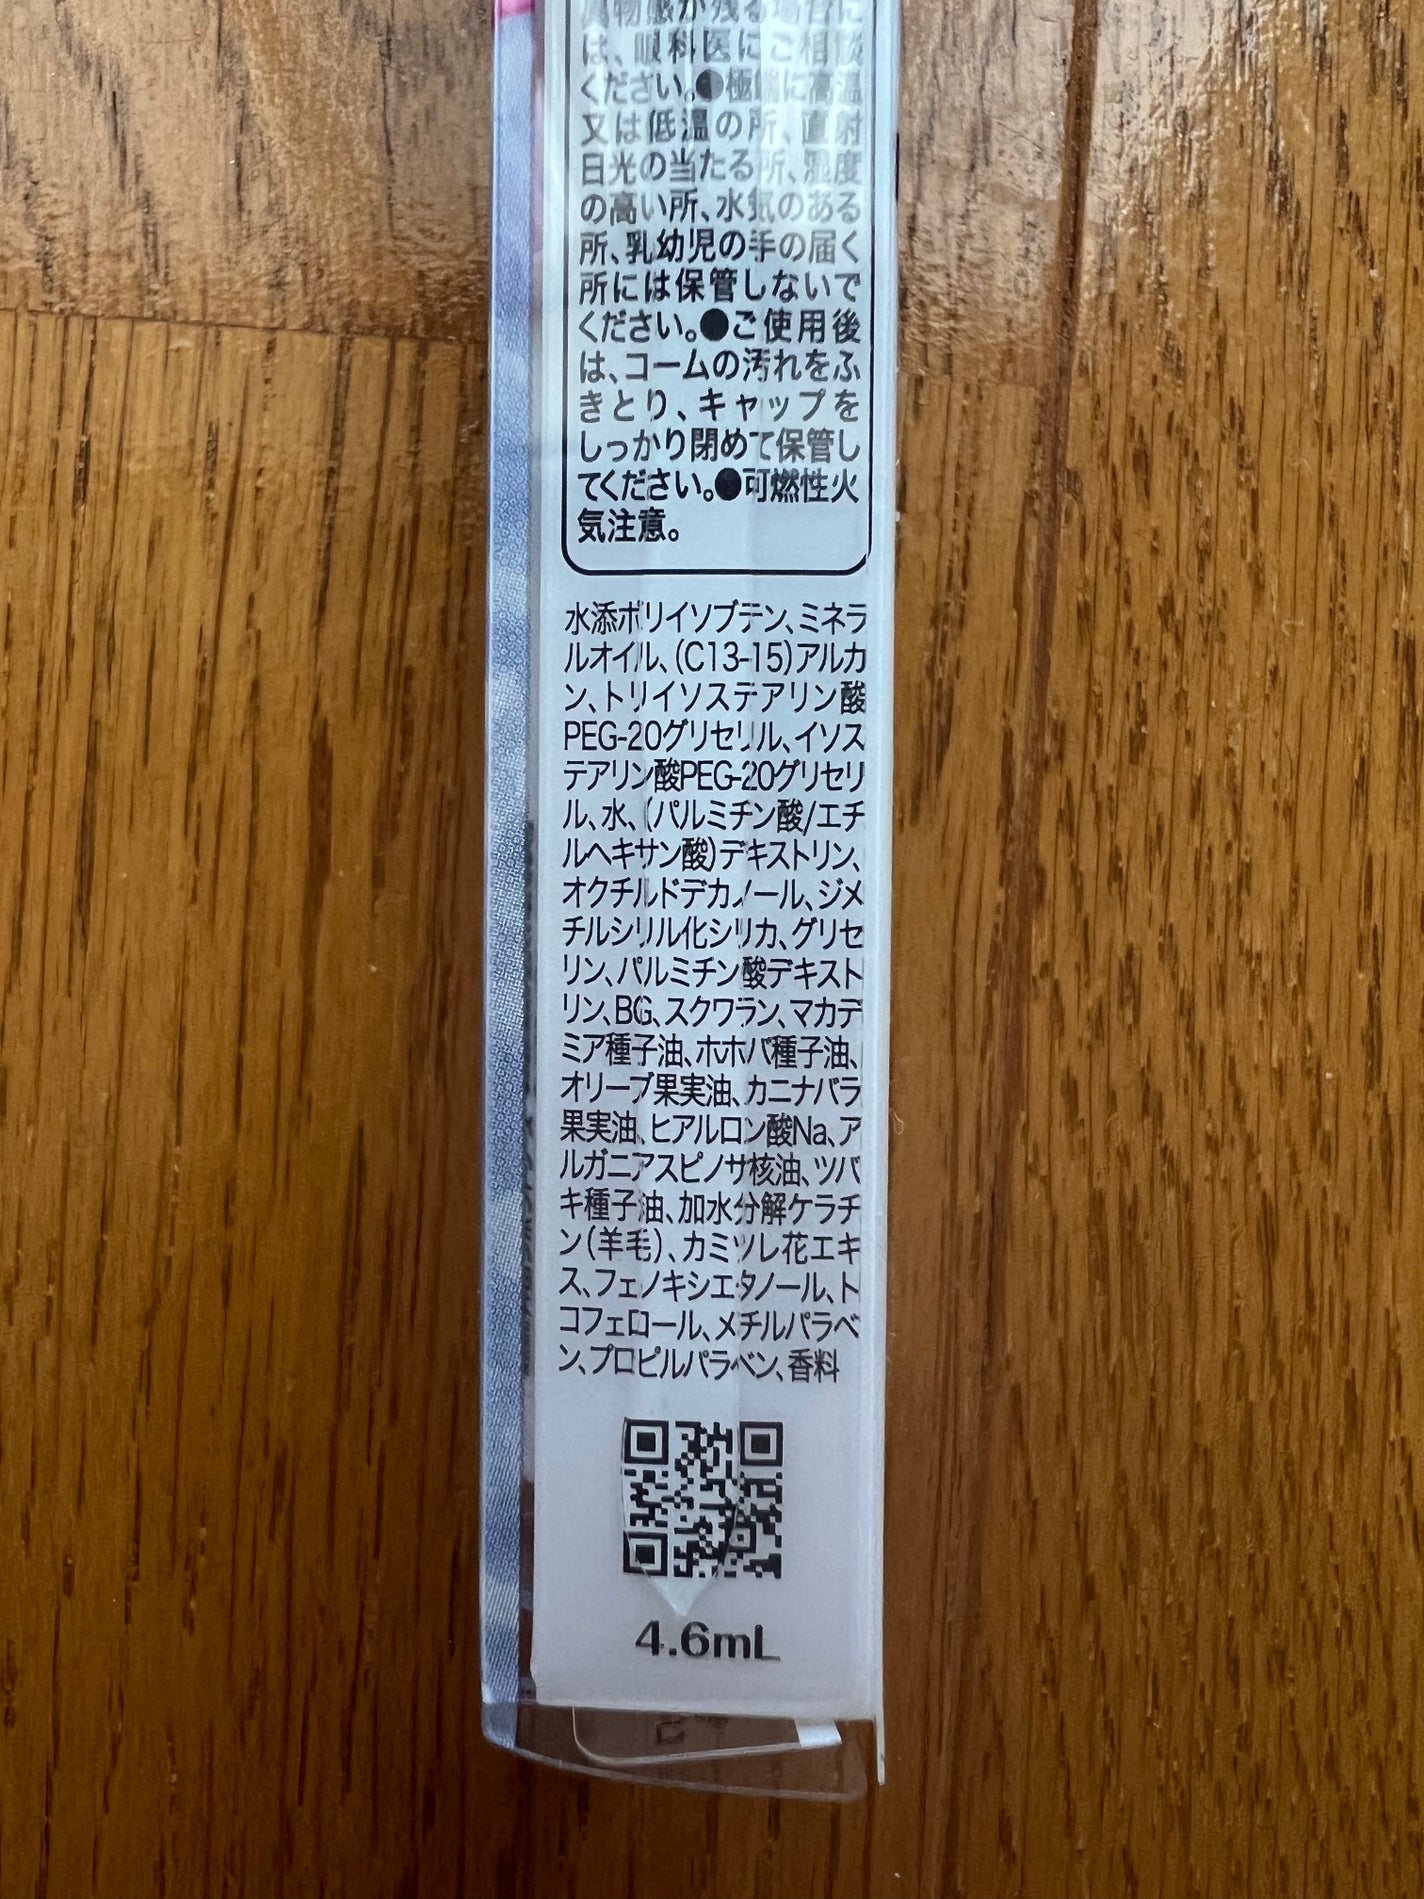 異物感が残る場合に
は、眼科医にご相談
ください。●極端に高温
又は低温の所、直射
日光の当たる所、湿度
の高い所、水気のある
所、乳幼児の手の届く
所には保管しないで
ください。●ご使用後
は、コームの汚れをふ
きとり、キャップを
しっかり閉めて保管し
てください。●可燃性火
気注意。
水添ポリイソブテン、ミネラ
ルオイル、(C13-15)アルカ
ン、トリイソステアリン酸
PEG-20グリセリル、イソス
テアリン酸PEG-20グリセリ
ル、水、(パルミチン酸/エチ
ルヘキサン酸)デキストリン、
オクチルドデカノール、ジメ
チルシリル化シリカ、グリセ
リン、パルミチン酸デキスト
リン、BG、スクワラン、マカデ
ミア種子油、ホホバ種子油、
オリーブ果実油、カニナバラ
果実油、ヒアルロン酸Na、ア
ルガニアスピノサ核油、ツバ
キ種子油、加水分解ケラチ
ン(羊毛)、カミツレ花エキ
ス、フェノキシエタノール、ト
コフェロール、メチルパラベ
ン、プロピルパラベン、香料
4.6mL